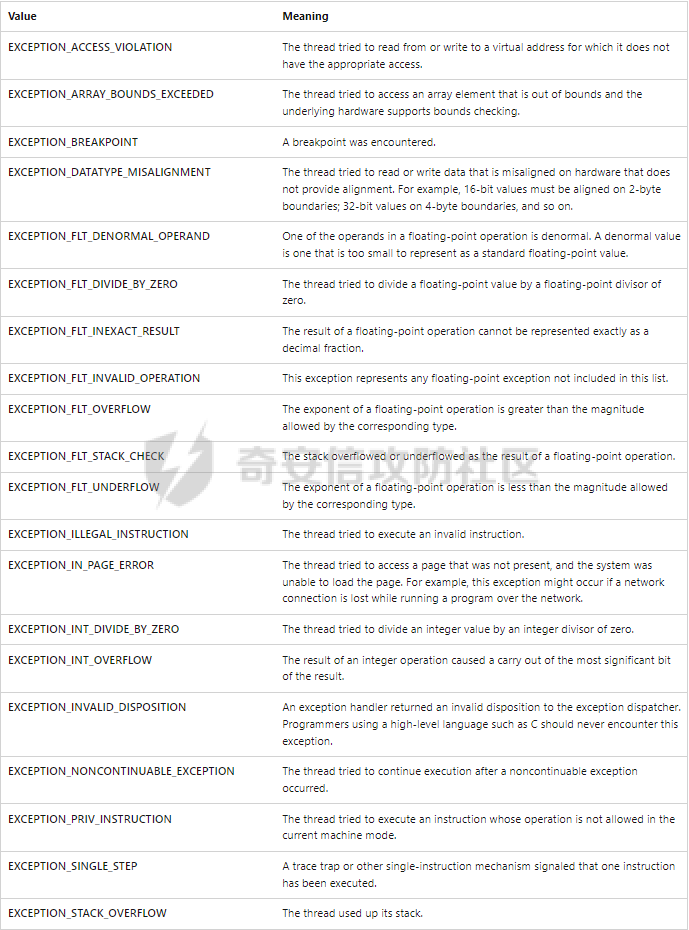 Value Meaning
EXCEPTION_ACCESS_VIOLATION The thread tried to read from or write to a virtual address for which it does not
have the appropriate access.
EXCEPTION_ARRAY_BOUNDS_EXCEEDED The thread tried to access an array element that is out of bounds and the
underlying hardware supports bounds checking.
EXCEPTION_BREAKPOINT A breakpoint was encountered.
EXCEPTION_DATATYPE_MISALIGNMENT The thread tried to read or write data that is misaligned on hardware that does
not provide alignment. For example, 16-bit values must be aligned on 2-byte
boundaries; 32-bit values on 4-byte boundaries, and so on.
EXCEPTION_FLT_DENORMAL_OPERAND One of the operands in a floating-point operation is denormal. A denormal value
is one that is too small to represent as a standard floating-point value.
EXCEPTION_FLT_DIVIDE_BY_ZERO The thread tried to divide a floating-point value by a floating-point divisor of
zero.
EXCEPTION_FLT_INEXACT_RESULT The result of a floating-point operation cannot be represented exactly as a
decimal fraction.
EXCEPTION_FLT_INVALID_OPERATION This exception represents any floating-point exception not included in this list.
EXCEPTION_FLT_OVERFLOW The exponent of a floating-point operation is greater than the magnitude
allowed by the corresponding type.
EXCEPTION_FLT_STACK_CHECK The stack overflowed or underflowed as the result of a floating-point operation.
奇安信攻防社区
EXCEPTION_FLT_UNDERFLOW The exponent of a floating-point operation is less than the magnitude allowed
by the corresponding type.
EXCEPTION_ILLEGAL_INSTRUCTION The thread tried to execute an invalid instruction.
EXCEPTION_IN_PAGE_ERROR The thread tried to access a page that was not present, and the system was
unable to load the page. For example, this exception might occur if a network
connection is lost while running a program over the network.
EXCEPTION_INT_DIVIDE_BY_ZERO The thread tried to divide an integer value by an integer divisor of zero.
EXCEPTION_INT_OVERFLOW The result of an integer operation caused a carry out of the most significant bit
of the result.
EXCEPTION_INVALID_DISPOSITION An exception handler returned an invalid disposition to the exception dispatcher.
Programmers using a high-level language such as C should never encounter this
exception.
EXCEPTION_NONCONTINUABLE_EXCEPTION The thread tried to continue execution after a noncontinuable exception
occurred.
EXCEPTION_PRIV_INSTRUCTION The thread tried to execute an instruction whose operation is not allowed in the
current machine mode.
EXCEPTION_SINGLE_STEP A trace trap or other single-instruction mechanism signaled that one instruction
has been executed.
EXCEPTION_STACK_OVERFLOW The thread used up its stack.